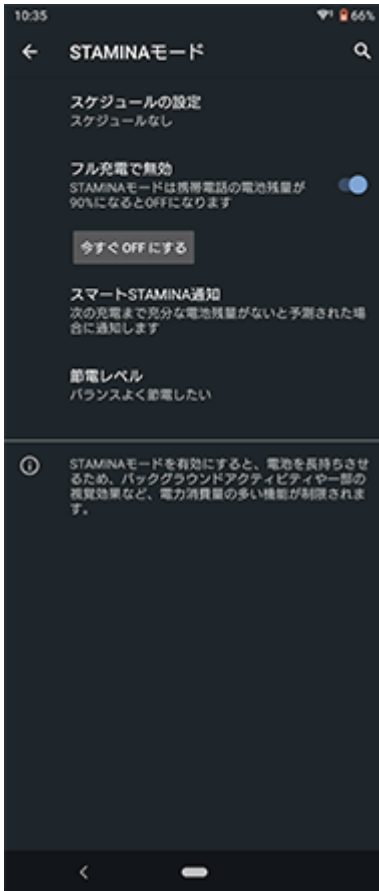 10:35
66%
STAMINAモード
スケジュールの設定
スケジュールなし
フル充電で無効
STAMINAモードは携帯電話の電池残量が
90%になるとOFFになります
今すぐ OFF にする
スマートSTAMINA通知
次の充電まで充分な電池残量がないと予測された場
合に通知します
節電レベル
バランスよく節電したい
STAMINAモードを有効にすると、電池を長持ちさせ
るため、バックグラウンドアクティビティや一部の
視覚効果など、電力消費量の多い機能が制限されま
す。